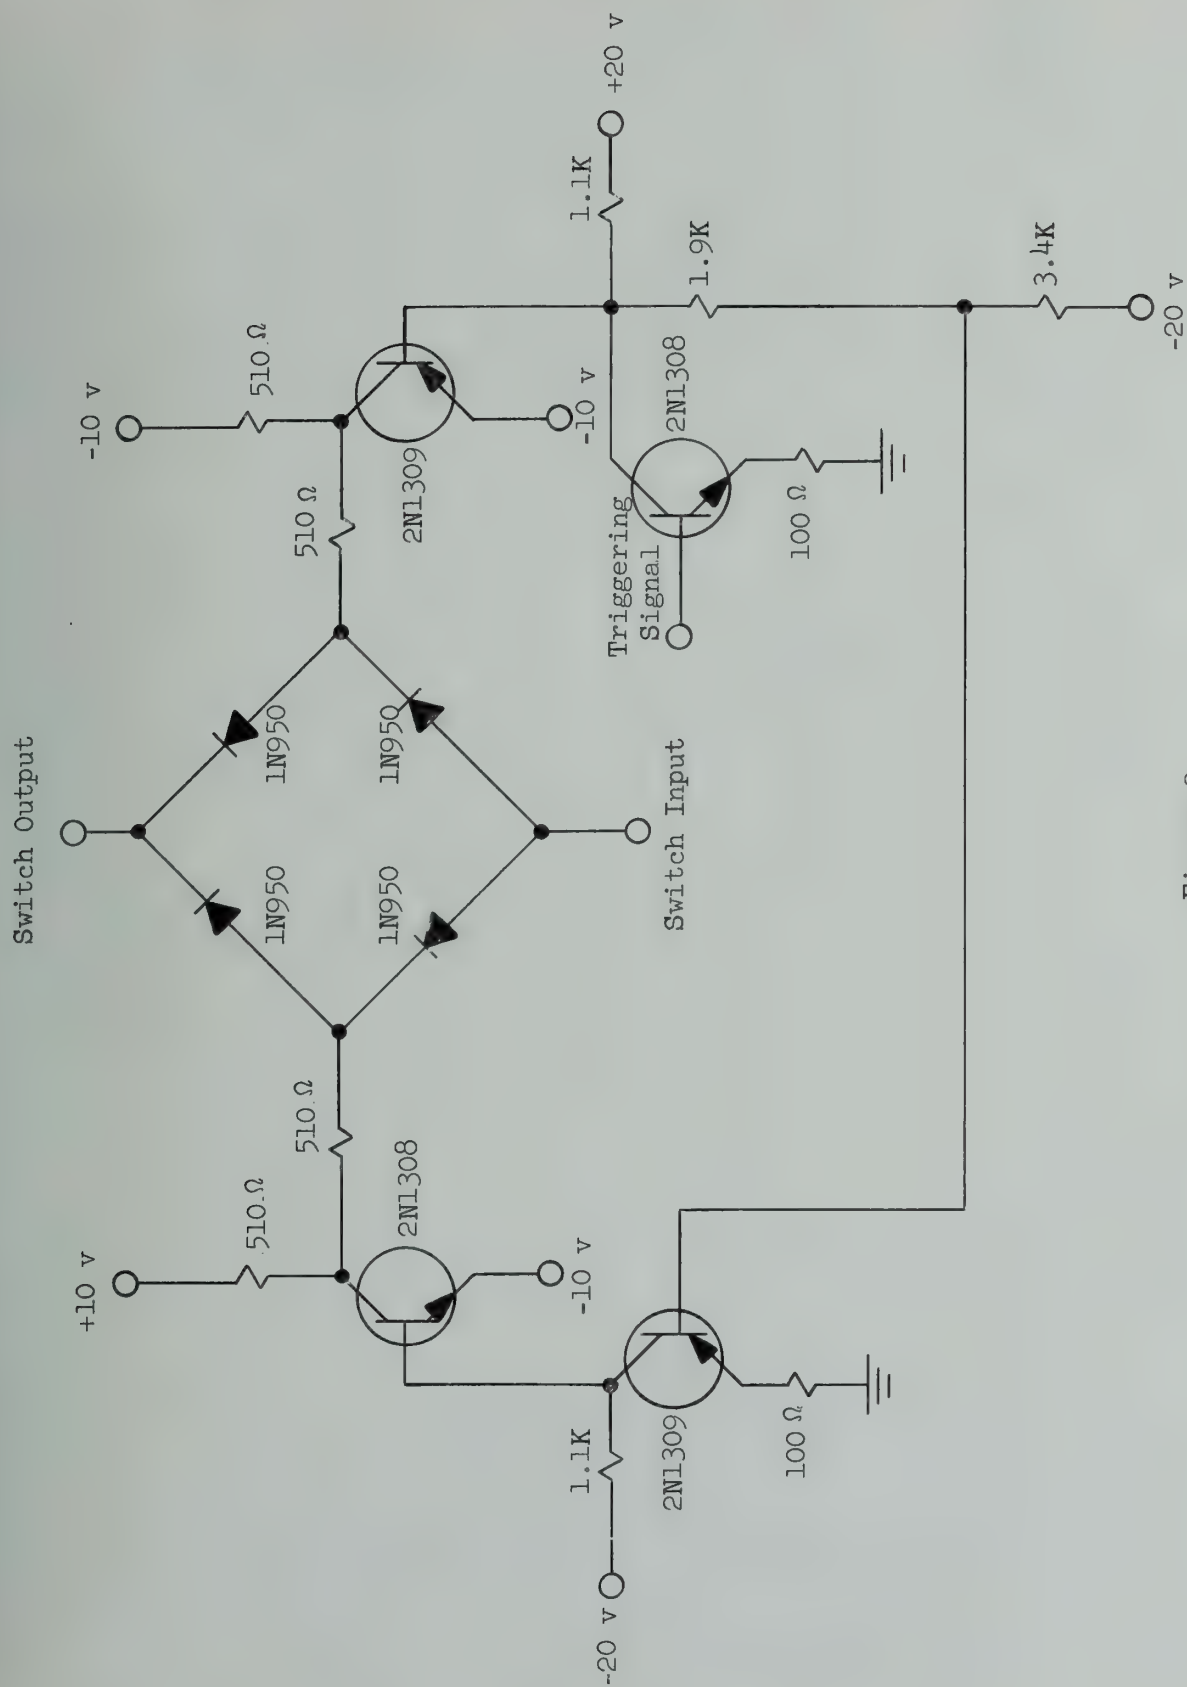 Switch Output
+10 v
510 Ω
510 Ω
2N1308
-10 v
1N950
1N950
1N950
1N950
Switch Input
-10 v
510 Ω
510 Ω
2N1309
-10 v
-20 v
1.1K
2N1309
100 Ω
Triggering
Signal
2N1308
100 Ω
1.1K
+20 v
1.9K
3.4K
-20 v